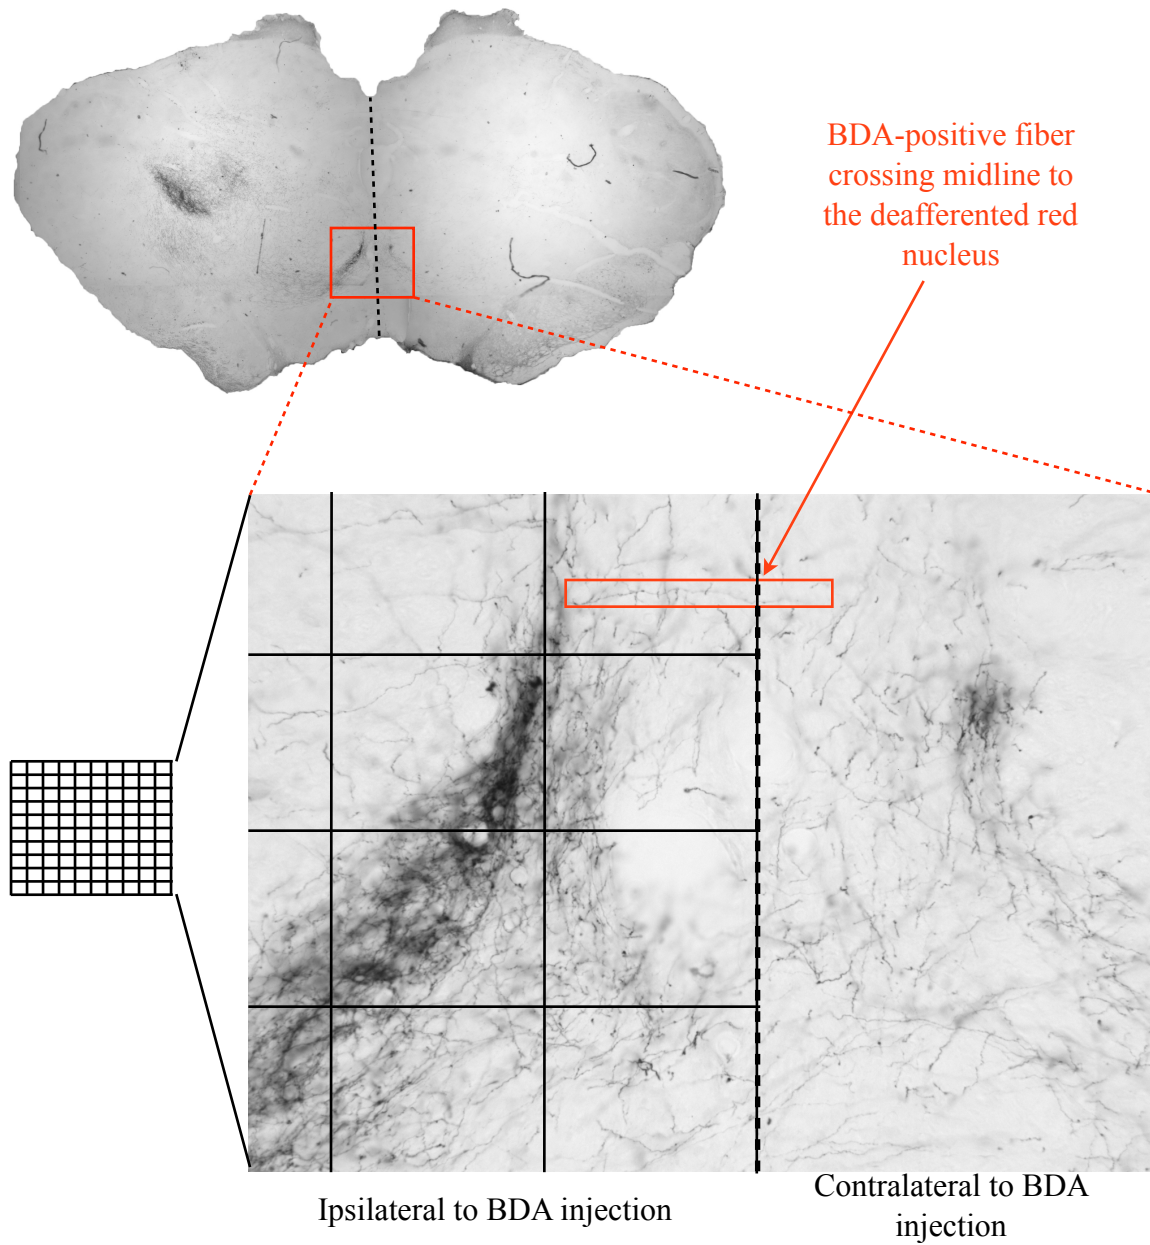 BDA-positive fiber
crossing midline to
the deafferented red
nucleus
Ipsilateral to BDA injection
Contralateral to BDA
injection